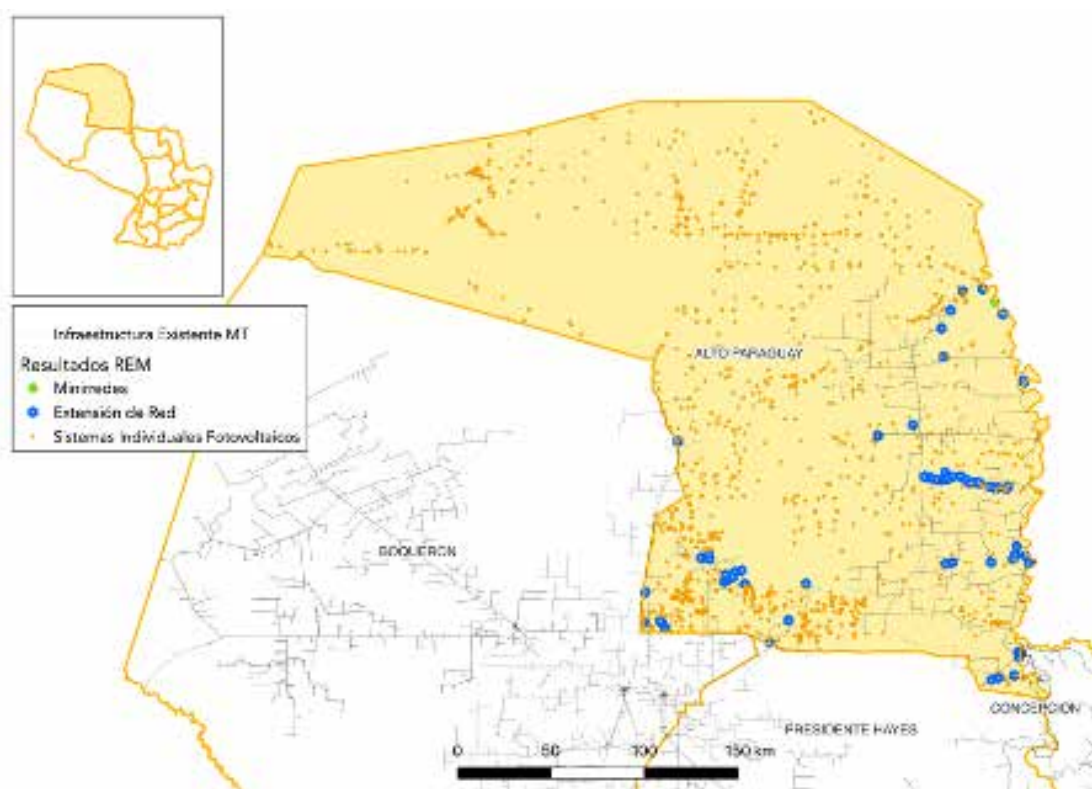 Infraestructura Existente MT
Resultados REM
Minirredes
Extensión de Red
Sistemas Individuales Fotovoltaicos
ALTO PARAGUAY
BOQUERON
CONCEPCION
PRESIDENTE HAYES
0 50 100 150 km